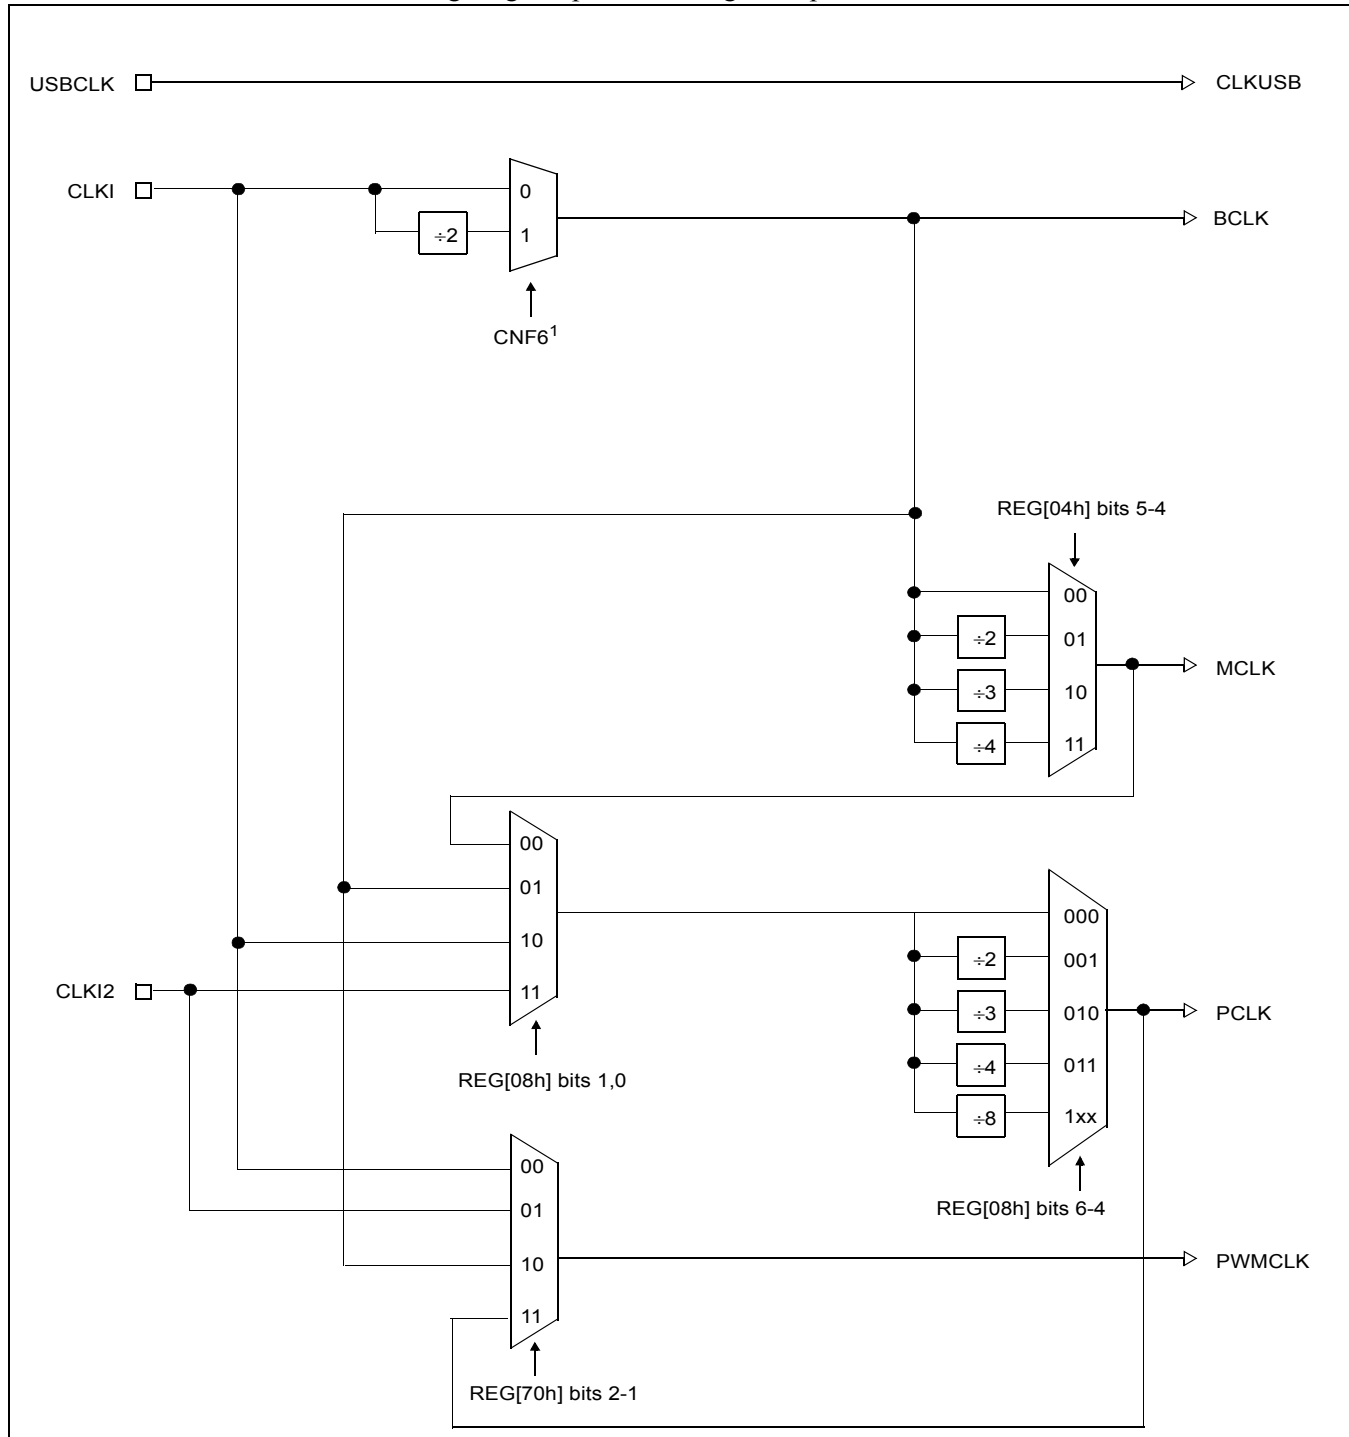 USBCLK
CLKUSB
CLKI
0
÷2
1
BCLK
CNF6¹
REG[04h] bits 5-4
00
÷2
01
MCLK
÷3
10
÷4
11
00
01
10
11
CLKI2
REG[08h] bits 1,0
000
÷2
001
÷3
010
PCLK
÷4
011
÷8
1xx
REG[08h] bits 6-4
00
01
10
11
PWMCLK
REG[70h] bits 2-1